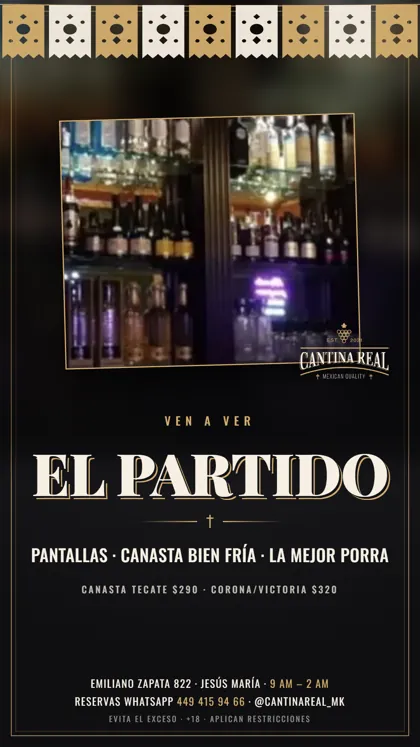 CANTINA REAL
MEXICAN QUALITY
VEN A VER
EL PARTIDO
PANTALLAS · CANASTA BIEN FRÍA · LA MEJOR PORRA
CANASTA TECATE $290 · CORONA/VICTORIA $320
EMILIANO ZAPATA 822 · JESÚS MARÍA · 9 AM – 2 AM
RESERVAS WHATSAPP 449 415 94 66 · @CANTINAREAL_MK
EVITA EL EXCESO · +18 · APLICAN RESTRICCIONES